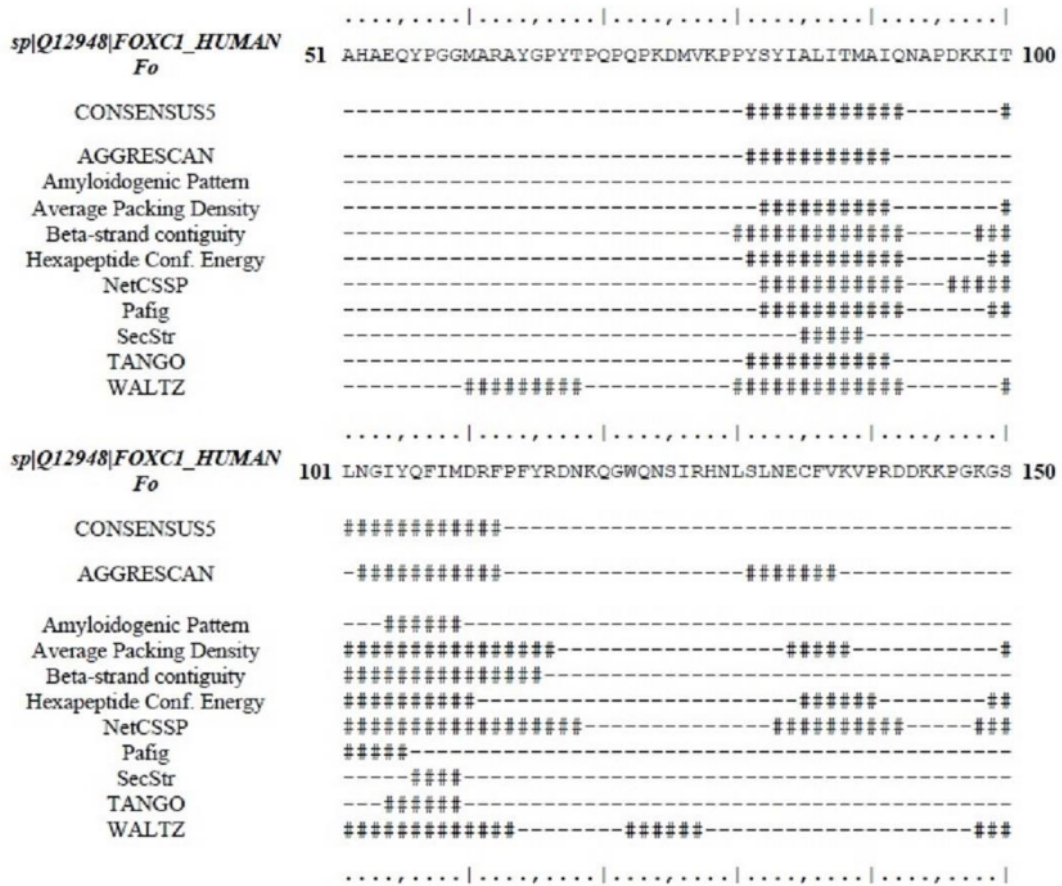 ....,....|....,....|....,....|....,....|....,....|
sp|Q12948|FOXC1_HUMAN
Fo
51 AHAEQYPGGMARAYGPYTPQPQPKDMVKPPYSYIALITMAIQNAPDKKIT 100
CONSENSUS5 ------------------------------############-------#
AGGRESCAN ------------------------------###########---------
Amyloidogenic Pattern --------------------------------------------------
Average Packing Density -------------------------------##########--------#
Beta-strand contiguity -----------------------------#############-----###
Hexapeptide Conf. Energy ------------------------------############------##
NetCSSP -------------------------------###########---#####
Pafig -------------------------------###########------##
SecStr ----------------------------------#####-----------
TANGO ------------------------------###########---------
WALTZ ---------#########-----------#############-------#
....,....|....,....|....,....|....,....|....,....|
sp|Q12948|FOXC1_HUMAN
Fo
101 LNGIYQFIMDRFPFYRDNKQGWQNSIRHNLSLNECFVKVPRDDKKPGKGS 150
CONSENSUS5 ############--------------------------------------
AGGRESCAN -###########------------------#######-------------
Amyloidogenic Pattern ---######-----------------------------------------
Average Packing Density ################-----------------#####-----------#
Beta-strand contiguity ###############-----------------------------------
Hexapeptide Conf. Energy ##########------------------------######--------##
NetCSSP ##################--------------##########-----###
Pafig #####---------------------------------------------
SecStr -----####-----------------------------------------
TANGO ---######-----------------------------------------
WALTZ #############--------######--------------------###
....,....|....,....|....,....|....,....|....,....|